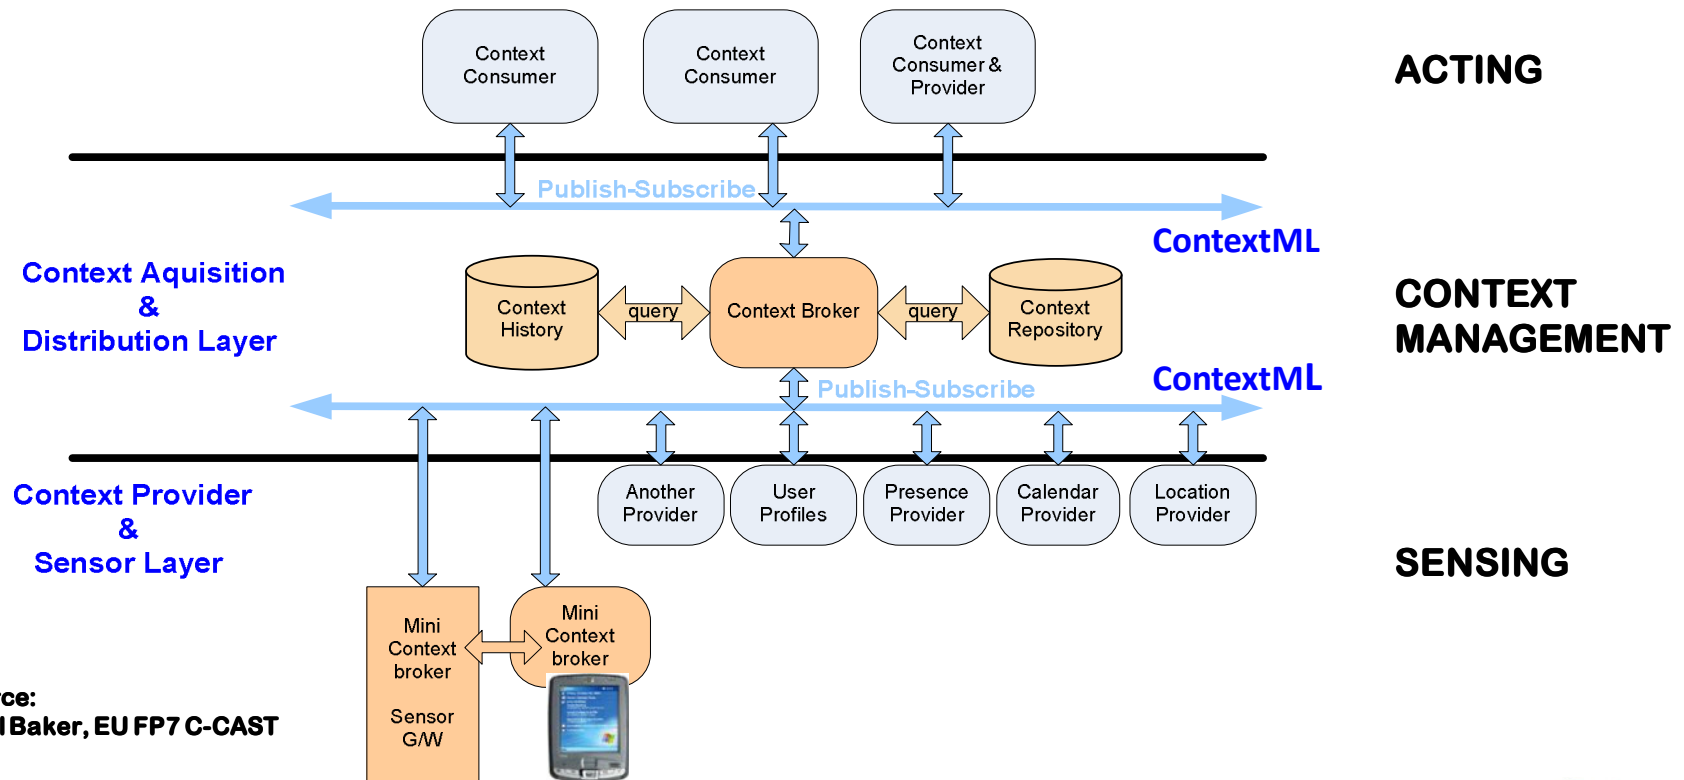 Context
Consumer
Context
Consumer
Context
Consumer &
Provider
ACTING
Publish-Subscribe
ContextML
Context Aquisition
&
Distribution Layer
Context
History
query
Context Broker
query
Context
Repository
CONTEXT
MANAGEMENT
ContextML
Publish-Subscribe
Context Provider
&
Sensor Layer
Another
Provider
User
Profiles
Presence
Provider
Calendar
Provider
Location
Provider
SENSING
Mini
Context
broker
Sensor
G/W
Mini
Context
broker
Baker, EU FP7 C-CAST